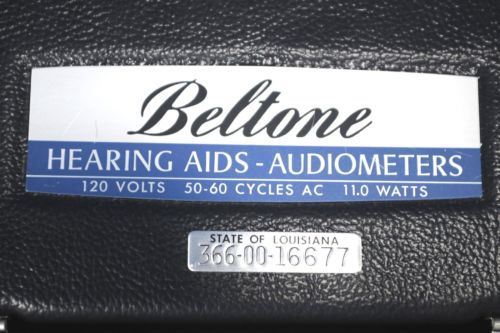 Beltone
HEARING AIDS - AUDIOMETERS
120 VOLTS 50-60 CYCLES AC 11.0 WATTS
STATE OF LOUISIANA
366-00-16677